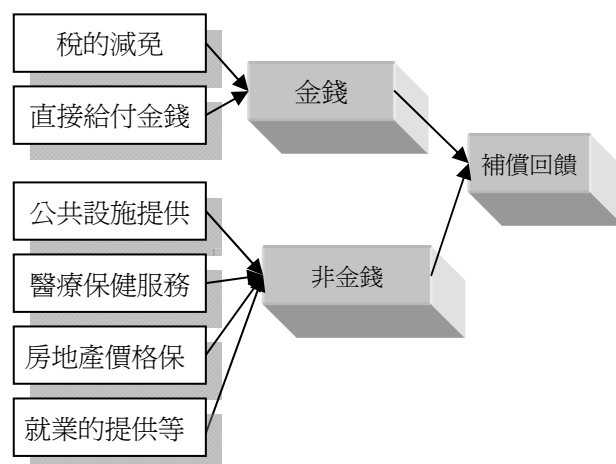 稅的減免
直接給付金錢
金錢
補償回饋
公共設施提供
醫療保健服務
非金錢
房地產價格保
就業的提供等